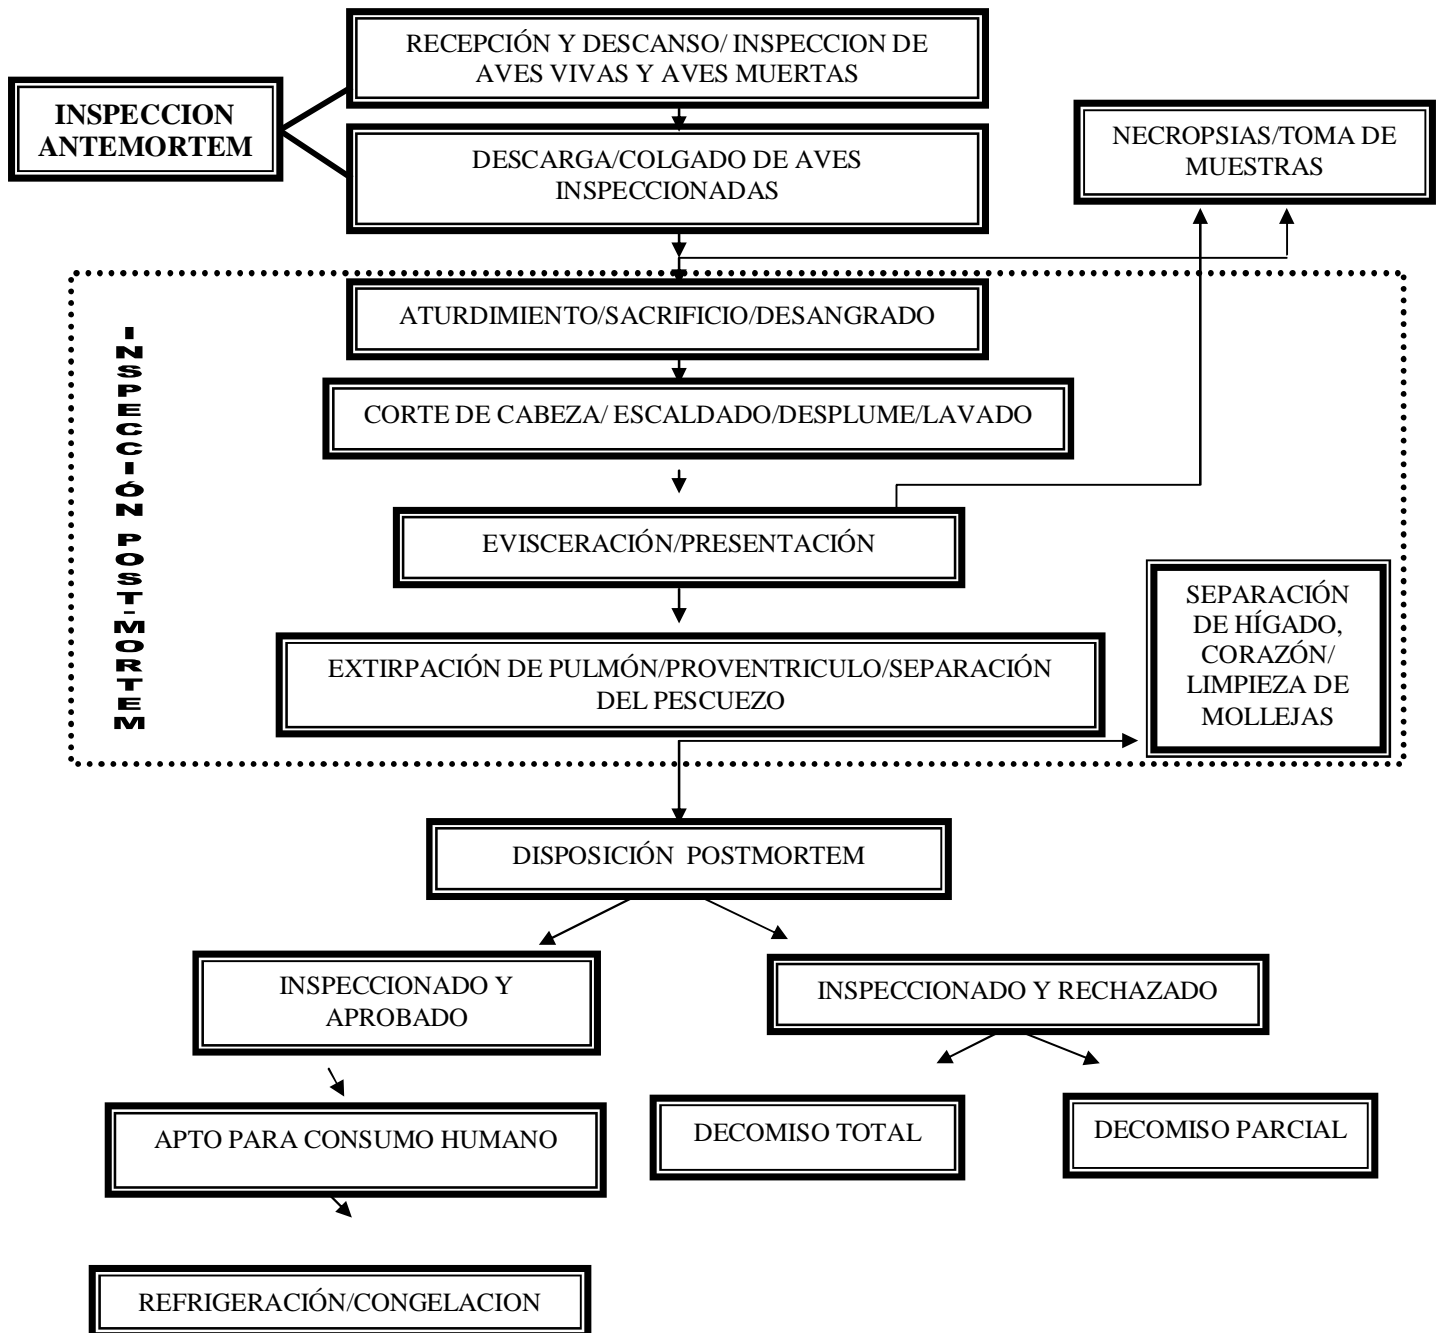 RECEPCIÓN Y DESCANSO/ INSPECCION DE
AVES VIVAS Y AVES MUERTAS
INSPECCION
ANTEMORTEM
DESCARGA/COLGADO DE AVES
INSPECCIONADAS
NECROPSIAS/TOMA DE
MUESTRAS
INSPECCIÓN POST-MORTEM
ATURDIMIENTO/SACRIFICIO/DESANGRADO
CORTE DE CABEZA/ ESCALDADO/DESPLUME/LAVADO
EVISCERACIÓN/PRESENTACIÓN
EXTIRPACIÓN DE PULMÓN/PROVENTRICULO/SEPARACIÓN
DEL PESCUEZO
SEPARACIÓN
DE HÍGADO,
CORAZÓN/
LIMPIEZA DE
MOLLEJAS
DISPOSICIÓN  POSTMORTEM
INSPECCIONADO Y
APROBADO
INSPECCIONADO Y RECHAZADO
APTO PARA CONSUMO HUMANO
DECOMISO TOTAL
DECOMISO PARCIAL
REFRIGERACIÓN/CONGELACION